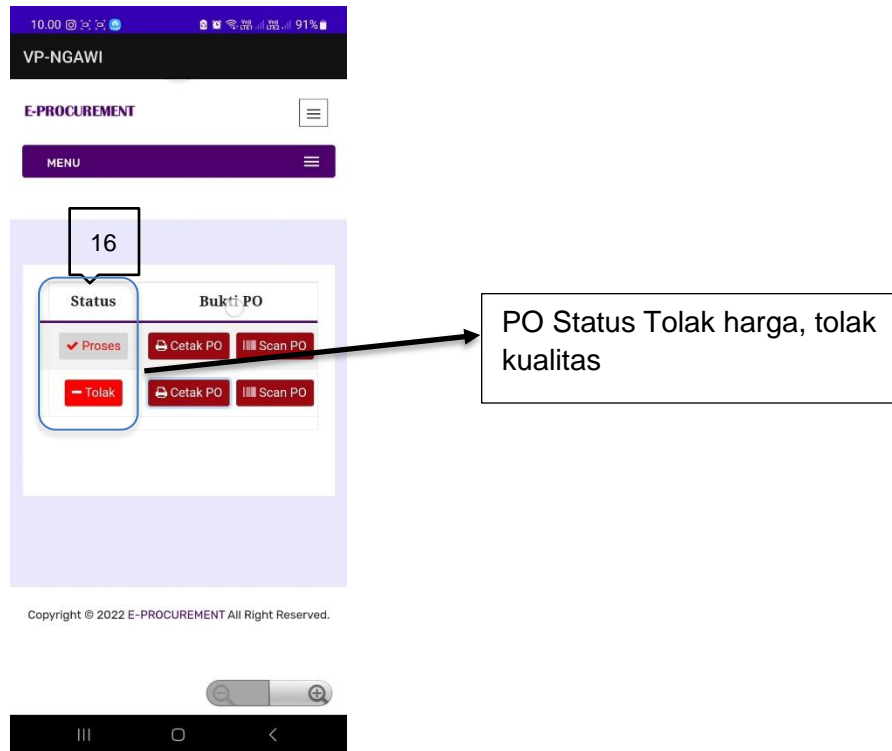 10.00 91%
VP-NGAWI
E-PROCUREMENT
MENU
16
Status Bukti PO
Proses Cetak PO Scan PO
Tolak Cetak PO Scan PO
PO Status Tolak harga, tolak
kualitas
Copyright © 2022 E-PROCUREMENT All Right Reserved.